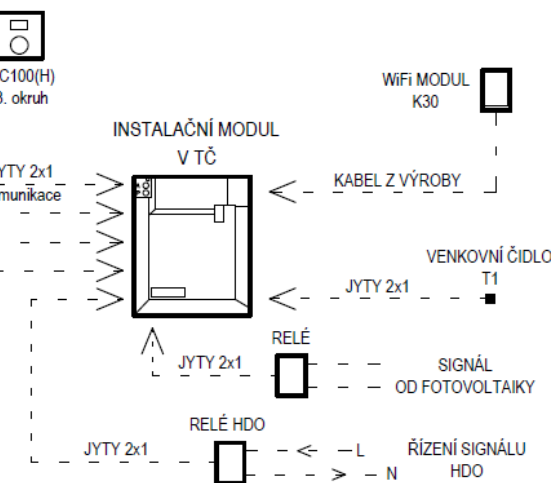 C100(H)
3. okruh
WiFi MODUL
K30
INSTALAČNÍ MODUL
V TČ
YTY 2x1
munikace
KABEL Z VÝROBY
VENKOVNÍ ČIDLO
T1
JYTY 2x1
RELÉ
JYTY 2x1
SIGNÁL
OD FOTOVOLTAIKY
RELÉ HDO
JYTY 2x1
L
N
ŘÍZENÍ SIGNÁLU
HDO